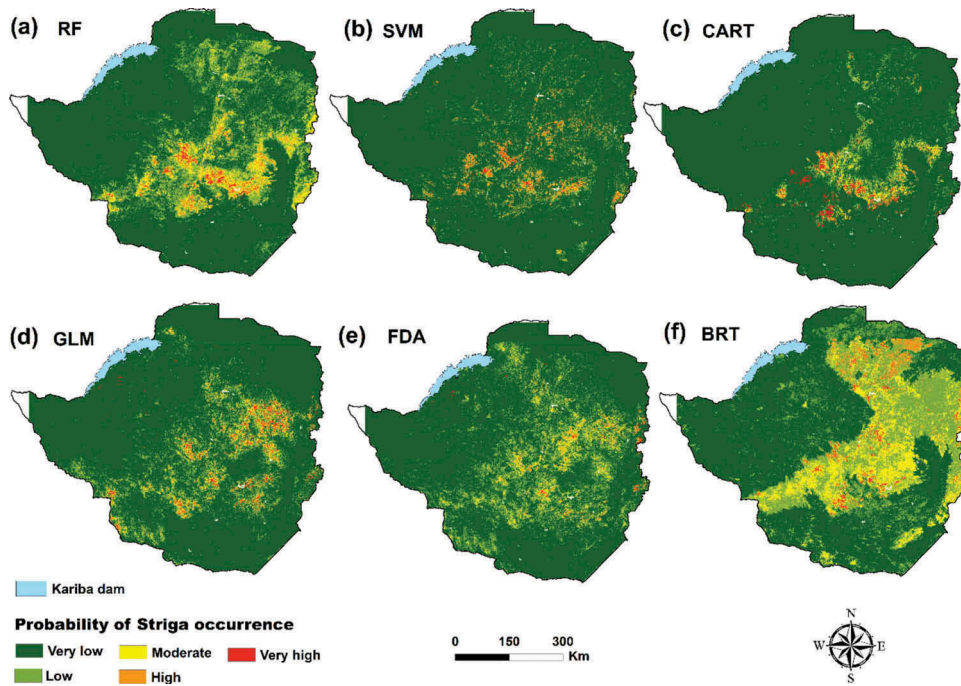 (a) RF
(b) SVM
(c) CART
(d) GLM
(e) FDA
(f) BRT
Kariba dam
Probability of Striga occurrence
Very low Moderate Very high
Low High
0 150 300
Km
N
W E
S